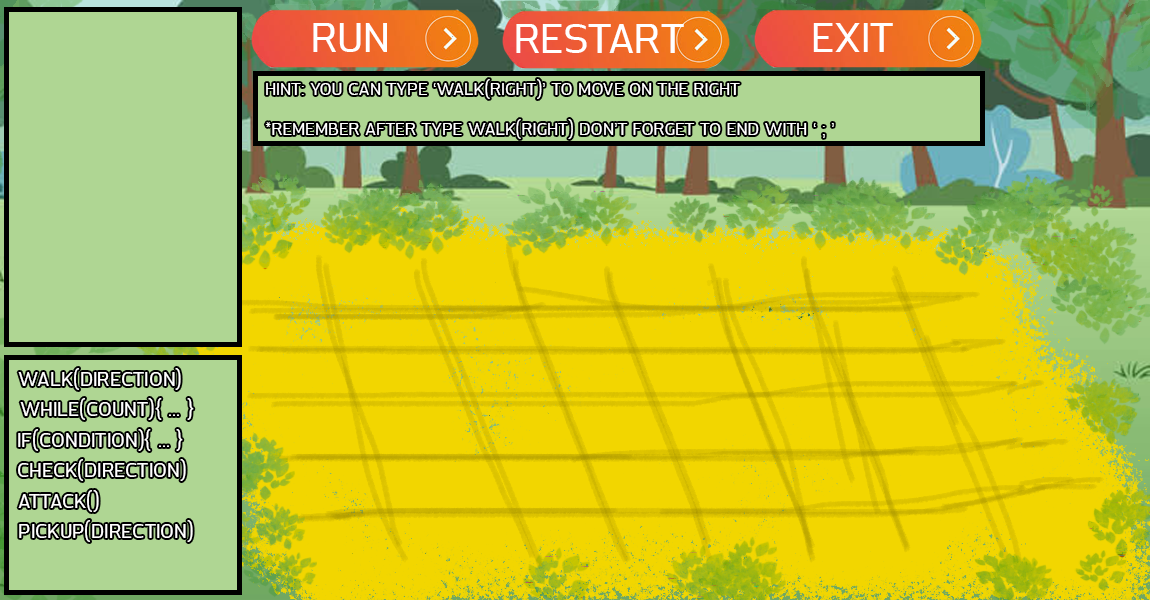 RUN
RESTART
EXIT
HINT: YOU CAN TYPE 'WALK(RIGHT)' TO MOVE ON THE RIGHT
*REMEMBER AFTER TYPE WALK(RIGHT) DON'T FORGET TO END WITH ' ; '
WALK(DIRECTION)
WHILE(COUNT){ ... }
IF(CONDITION){ ... }
CHECK(DIRECTION)
ATTACK()
PICKUP(DIRECTION)